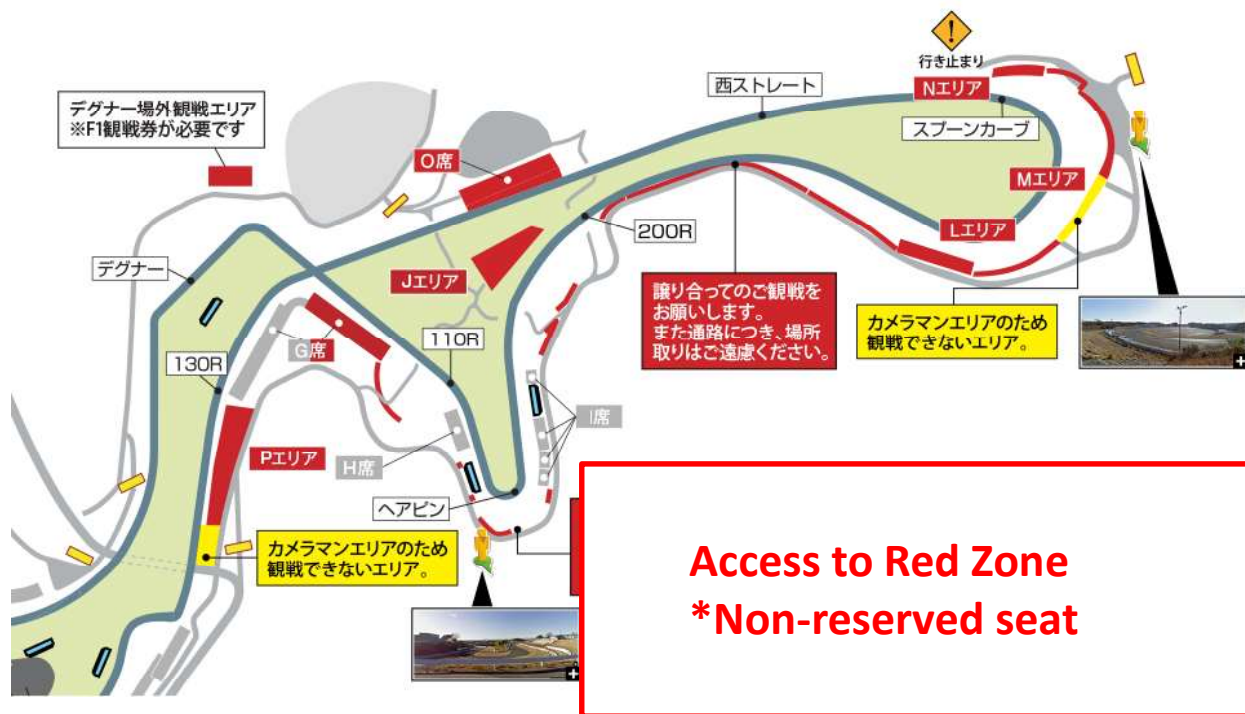 行き止まり
デグナー場外観戦エリア
※F1観戦券が必要です
西ストレート
Nエリア
スプーンカーブ
O席
Mエリア
Lエリア
200R
デグナー
Jエリア
譲り合ってのご観戦を
お願いします。
また通路につき、場所
取りはご遠慮ください。
カメラマンエリアのため
観戦できないエリア。
G席
110R
130R
I席
Pエリア
H席
ヘアピン
カメラマンエリアのため
観戦できないエリア。
Access to Red Zone
*Non-reserved seat